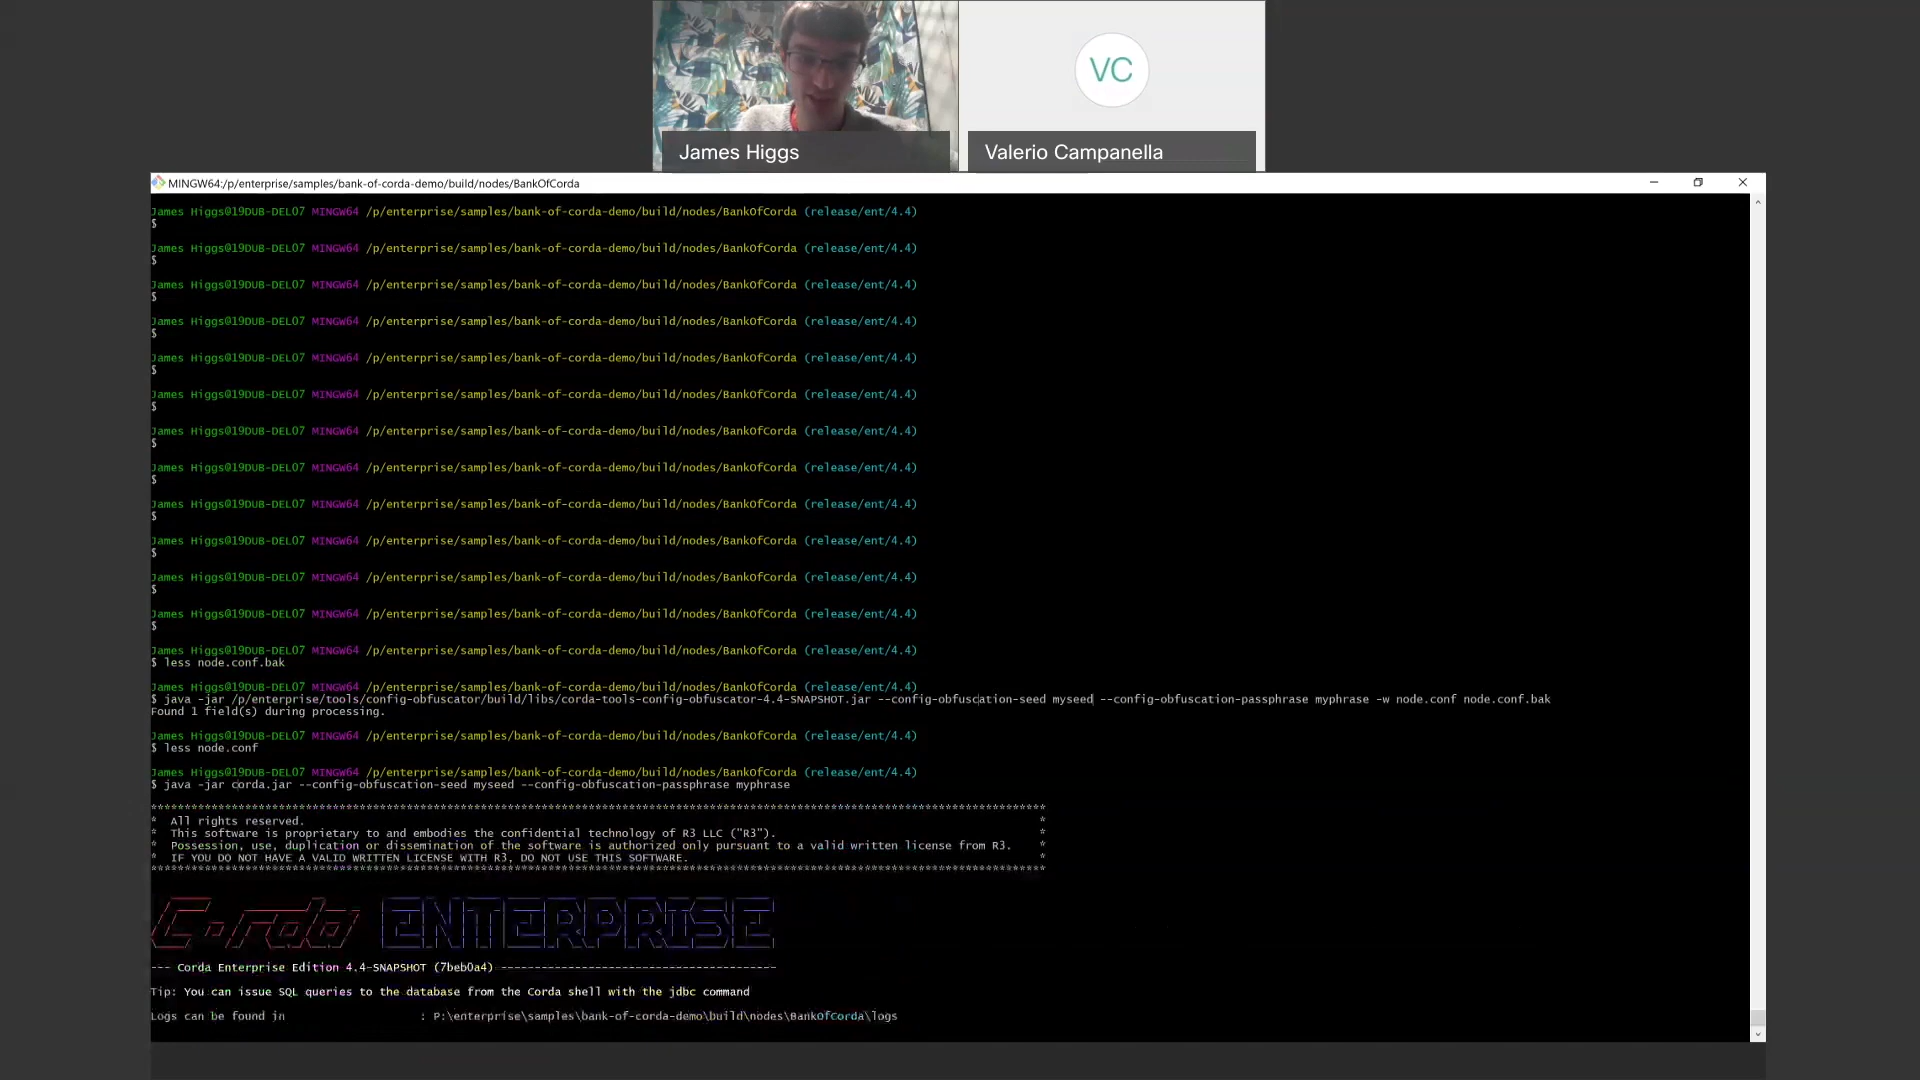 VC
James Higgs
Valerio Campanella
MINGW64:/p/enterprise/samples/bank-of-corda-demo/build/nodes/BankOfCorda
James Higgs@19DUB-DEL07 MINGW64 /p/enterprise/samples/bank-of-corda-demo/build/nodes/BankOfCorda (release/ent/4.4)
$
James Higgs@19DUB-DEL07 MINGW64 /p/enterprise/samples/bank-of-corda-demo/build/nodes/BankOfCorda (release/ent/4.4)
$
James Higgs@19DUB-DEL07 MINGW64 /p/enterprise/samples/bank-of-corda-demo/build/nodes/BankOfCorda (release/ent/4.4)
$
James Higgs@19DUB-DEL07 MINGW64 /p/enterprise/samples/bank-of-corda-demo/build/nodes/BankOfCorda (release/ent/4.4)
$
James Higgs@19DUB-DEL07 MINGW64 /p/enterprise/samples/bank-of-corda-demo/build/nodes/BankOfCorda (release/ent/4.4)
$
James Higgs@19DUB-DEL07 MINGW64 /p/enterprise/samples/bank-of-corda-demo/build/nodes/BankOfCorda (release/ent/4.4)
$
James Higgs@19DUB-DEL07 MINGW64 /p/enterprise/samples/bank-of-corda-demo/build/nodes/BankOfCorda (release/ent/4.4)
$
James Higgs@19DUB-DEL07 MINGW64 /p/enterprise/samples/bank-of-corda-demo/build/nodes/BankOfCorda (release/ent/4.4)
$
James Higgs@19DUB-DEL07 MINGW64 /p/enterprise/samples/bank-of-corda-demo/build/nodes/BankOfCorda (release/ent/4.4)
$
James Higgs@19DUB-DEL07 MINGW64 /p/enterprise/samples/bank-of-corda-demo/build/nodes/BankOfCorda (release/ent/4.4)
$
James Higgs@19DUB-DEL07 MINGW64 /p/enterprise/samples/bank-of-corda-demo/build/nodes/BankOfCorda (release/ent/4.4)
$
James Higgs@19DUB-DEL07 MINGW64 /p/enterprise/samples/bank-of-corda-demo/build/nodes/BankOfCorda (release/ent/4.4)
$
James Higgs@19DUB-DEL07 MINGW64 /p/enterprise/samples/bank-of-corda-demo/build/nodes/BankOfCorda (release/ent/4.4)
$ less node.conf.bak
James Higgs@19DUB-DEL07 MINGW64 /p/enterprise/samples/bank-of-corda-demo/build/nodes/BankOfCorda (release/ent/4.4)
$ java -jar /p/enterprise/tools/config-obfuscator/build/libs/corda-tools-config-obfuscator-4.4-SNAPSHOT.jar --config-obfuscation-seed myseed --config-obfuscation-passphrase myphrase -w node.conf node.conf.bak
Found 1 field(s) during processing.
James Higgs@19DUB-DEL07 MINGW64 /p/enterprise/samples/bank-of-corda-demo/build/nodes/BankOfCorda (release/ent/4.4)
$ less node.conf
James Higgs@19DUB-DEL07 MINGW64 /p/enterprise/samples/bank-of-corda-demo/build/nodes/BankOfCorda (release/ent/4.4)
$ java -jar corda.jar --config-obfuscation-seed myseed --config-obfuscation-passphrase myphrase
* All rights reserved. *
* This software is proprietary to and embodies the confidential technology of R3 LLC ("R3"). *
* Possession, use, duplication or dissemination of the software is authorized only pursuant to a valid written license from R3. *
* IF YOU DO NOT HAVE A VALID WRITTEN LICENSE WITH R3, DO NOT USE THIS SOFTWARE. *
Corda ENTERPRISE
--- Corda Enterprise Edition 4.4-SNAPSHOT (7beb0a4) ------------------------------------------
Tip: You can issue SQL queries to the database from the Corda shell with the jdbc command
Logs can be found in : P:\enterprise\samples\bank-of-corda-demo\build\nodes\BankOfCorda\logs